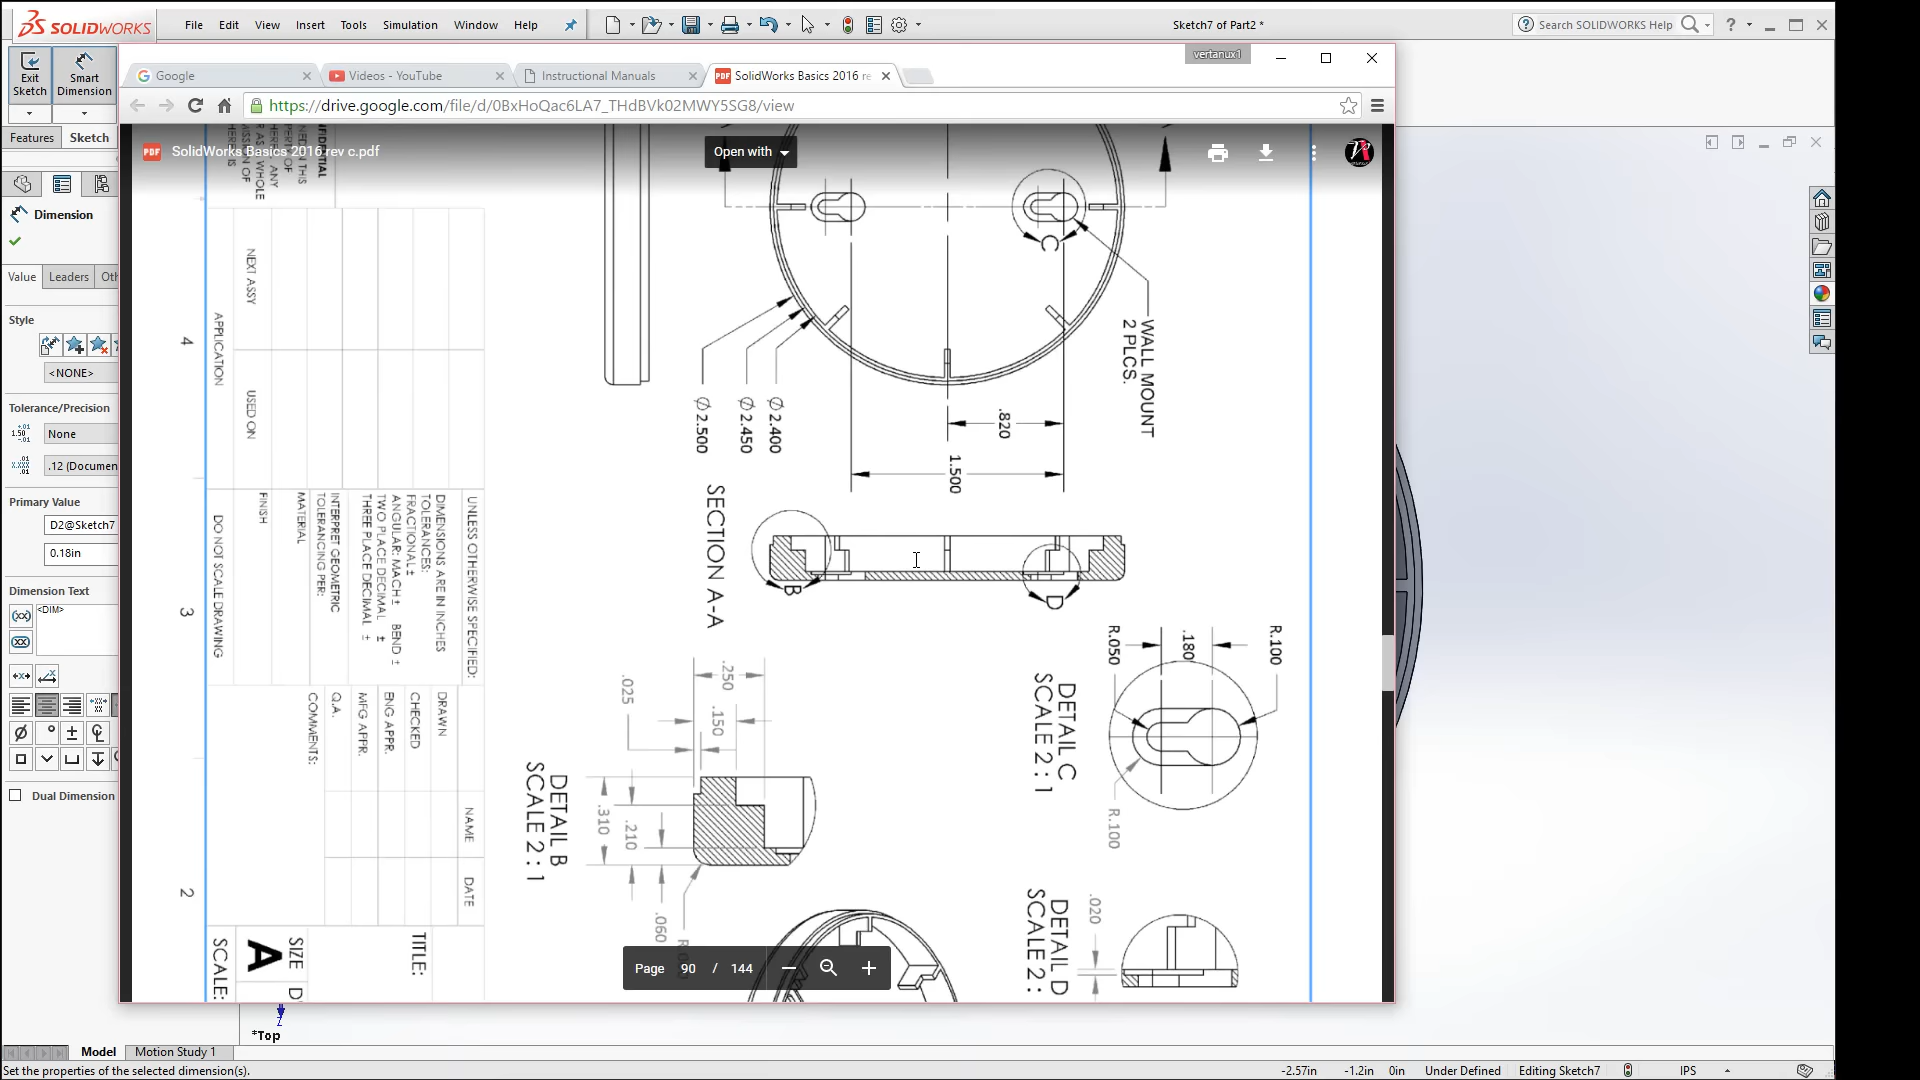 SOLIDWORKS File Edit View Insert Tools Simulation Window Help Sketch7 of Part2 * Search SOLIDWORKS Help
vertanux1
Exit Sketch
Smart Dimension
Google
Videos - YouTube
Instructional Manuals
SolidWorks Basics 2016 re
https://drive.google.com/file/d/0BxHoQac6LA7_THdBVk02MWY5SG8/view
Features Sketch
SolidWorks Basics 2016 rev c.pdf
Open with
Dimension
Value Leaders Oth
Style
<NONE>
Tolerance/Precision
None
.12 (Documen
Primary Value
D2@Sketch7
0.18in
Dimension Text
<DIM>
Dual Dimension
NEXT ASSY
USED ON
APPLICATION
4
3
2
C
WALL MOUNT
2 PLCS.
Ø 2.500
Ø 2.450
Ø 2.400
.820
1.500
SECTION A-A
B
D
R.050
.180
R.100
R.100
DETAIL C
SCALE 2 : 1
.250
.150
.025
.310
.210
.060
DETAIL B
SCALE 2 : 1
.020
DETAIL D
SCALE 2 :
UNLESS OTHERWISE SPECIFIED:
DIMENSIONS ARE IN INCHES
TOLERANCES:
FRACTIONAL ±
ANGULAR: MACH ± BEND ±
TWO PLACE DECIMAL ±
THREE PLACE DECIMAL ±
INTERPRET GEOMETRIC
TOLERANCING PER:
MATERIAL
FINISH
DO NOT SCALE DRAWING
NAME
DATE
DRAWN
CHECKED
ENG APPR.
MFG APPR.
Q.A.
COMMENTS:
TITLE:
SIZE
A
SCALE:
Page 90 / 144
*Top
Model Motion Study 1
Set the properties of the selected dimension(s). -2.57in -1.2in 0in Under Defined Editing Sketch7 IPS